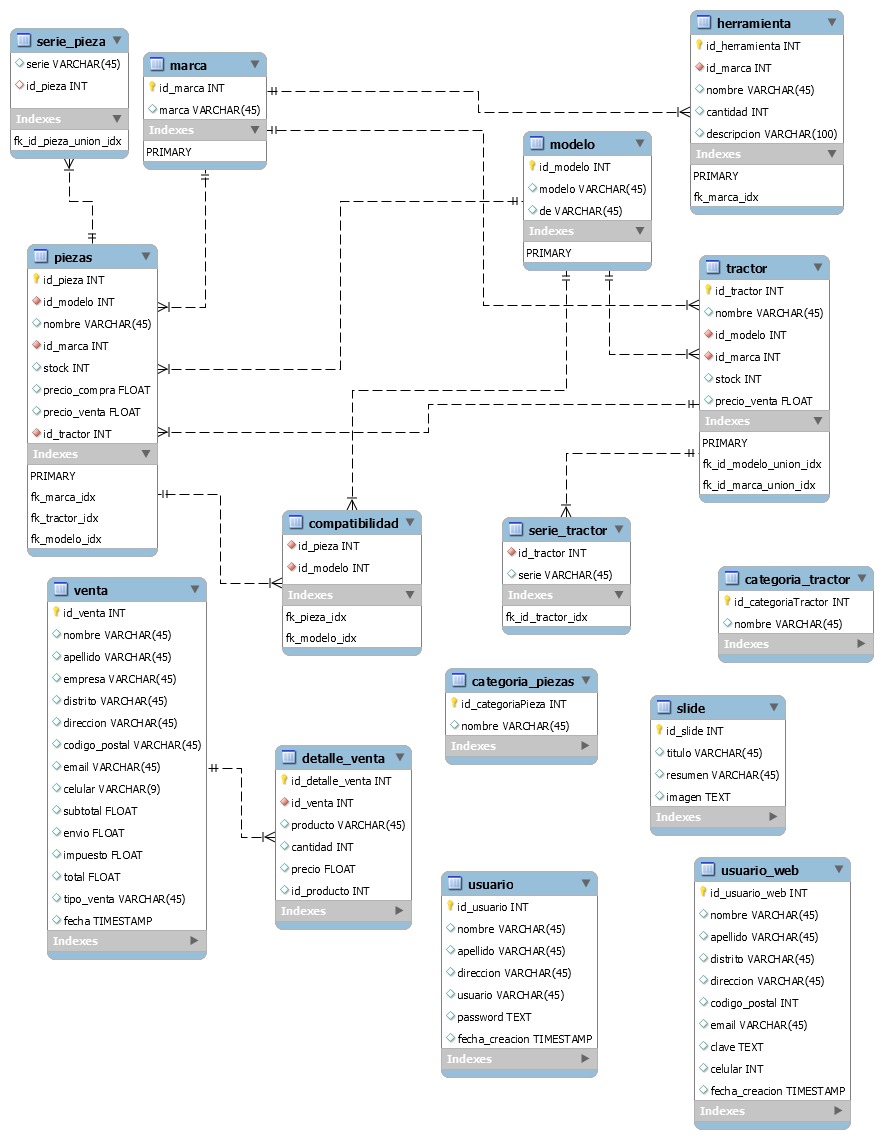 serie_pieza
serie VARCHAR(45)
id_pieza INT
Indexes
fk_id_pieza_union_idx
marca
id_marca INT
marca VARCHAR(45)
Indexes
PRIMARY
herramienta
id_herramienta INT
id_marca INT
nombre VARCHAR(45)
cantidad INT
descripcion VARCHAR(100)
Indexes
PRIMARY
fk_marca_idx
modelo
id_modelo INT
modelo VARCHAR(45)
de VARCHAR(45)
Indexes
PRIMARY
piezas
id_pieza INT
id_modelo INT
nombre VARCHAR(45)
id_marca INT
stock INT
precio_compra FLOAT
precio_venta FLOAT
id_tractor INT
Indexes
PRIMARY
fk_marca_idx
fk_tractor_idx
fk_modelo_idx
tractor
id_tractor INT
nombre VARCHAR(45)
id_modelo INT
id_marca INT
stock INT
precio_venta FLOAT
Indexes
PRIMARY
fk_id_modelo_union_idx
fk_id_marca_union_idx
compatibilidad
id_pieza INT
id_modelo INT
Indexes
fk_pieza_idx
fk_modelo_idx
serie_tractor
id_tractor INT
serie VARCHAR(45)
Indexes
fk_id_tractor_idx
categoria_tractor
id_categoriaTractor INT
nombre VARCHAR(45)
Indexes
venta
id_venta INT
nombre VARCHAR(45)
apellido VARCHAR(45)
empresa VARCHAR(45)
distrito VARCHAR(45)
direccion VARCHAR(45)
codigo_postal VARCHAR(45)
email VARCHAR(45)
celular VARCHAR(9)
subtotal FLOAT
envio FLOAT
impuesto FLOAT
total FLOAT
tipo_venta VARCHAR(45)
fecha TIMESTAMP
Indexes
categoria_piezas
id_categoriaPieza INT
nombre VARCHAR(45)
Indexes
slide
id_slide INT
titulo VARCHAR(45)
resumen VARCHAR(45)
imagen TEXT
Indexes
detalle_venta
id_detalle_venta INT
id_venta INT
producto VARCHAR(45)
cantidad INT
precio FLOAT
id_producto INT
Indexes
usuario
id_usuario INT
nombre VARCHAR(45)
apellido VARCHAR(45)
direccion VARCHAR(45)
usuario VARCHAR(45)
password TEXT
fecha_creacion TIMESTAMP
Indexes
usuario_web
id_usuario_web INT
nombre VARCHAR(45)
apellido VARCHAR(45)
distrito VARCHAR(45)
direccion VARCHAR(45)
codigo_postal INT
email VARCHAR(45)
clave TEXT
celular INT
fecha_creacion TIMESTAMP
Indexes